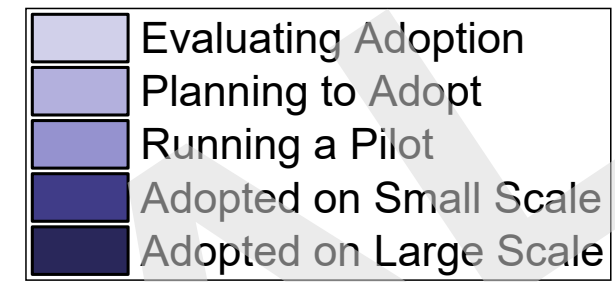 Evaluating Adoption
Planning to Adopt
Running a Pilot
Adopted on Small Scale
Adopted on Large Scale